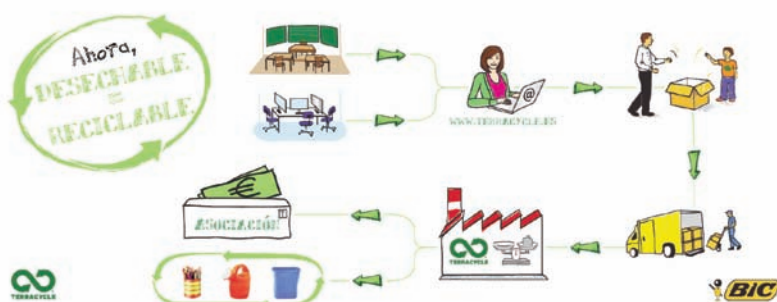 Ahora,
DESECHABLE
=
RECICLABLE
@
WWW.TERRACYCLE.ES
€
ASOCIACIÓN
TERRACYCLE
TERRACYCLE
BIC